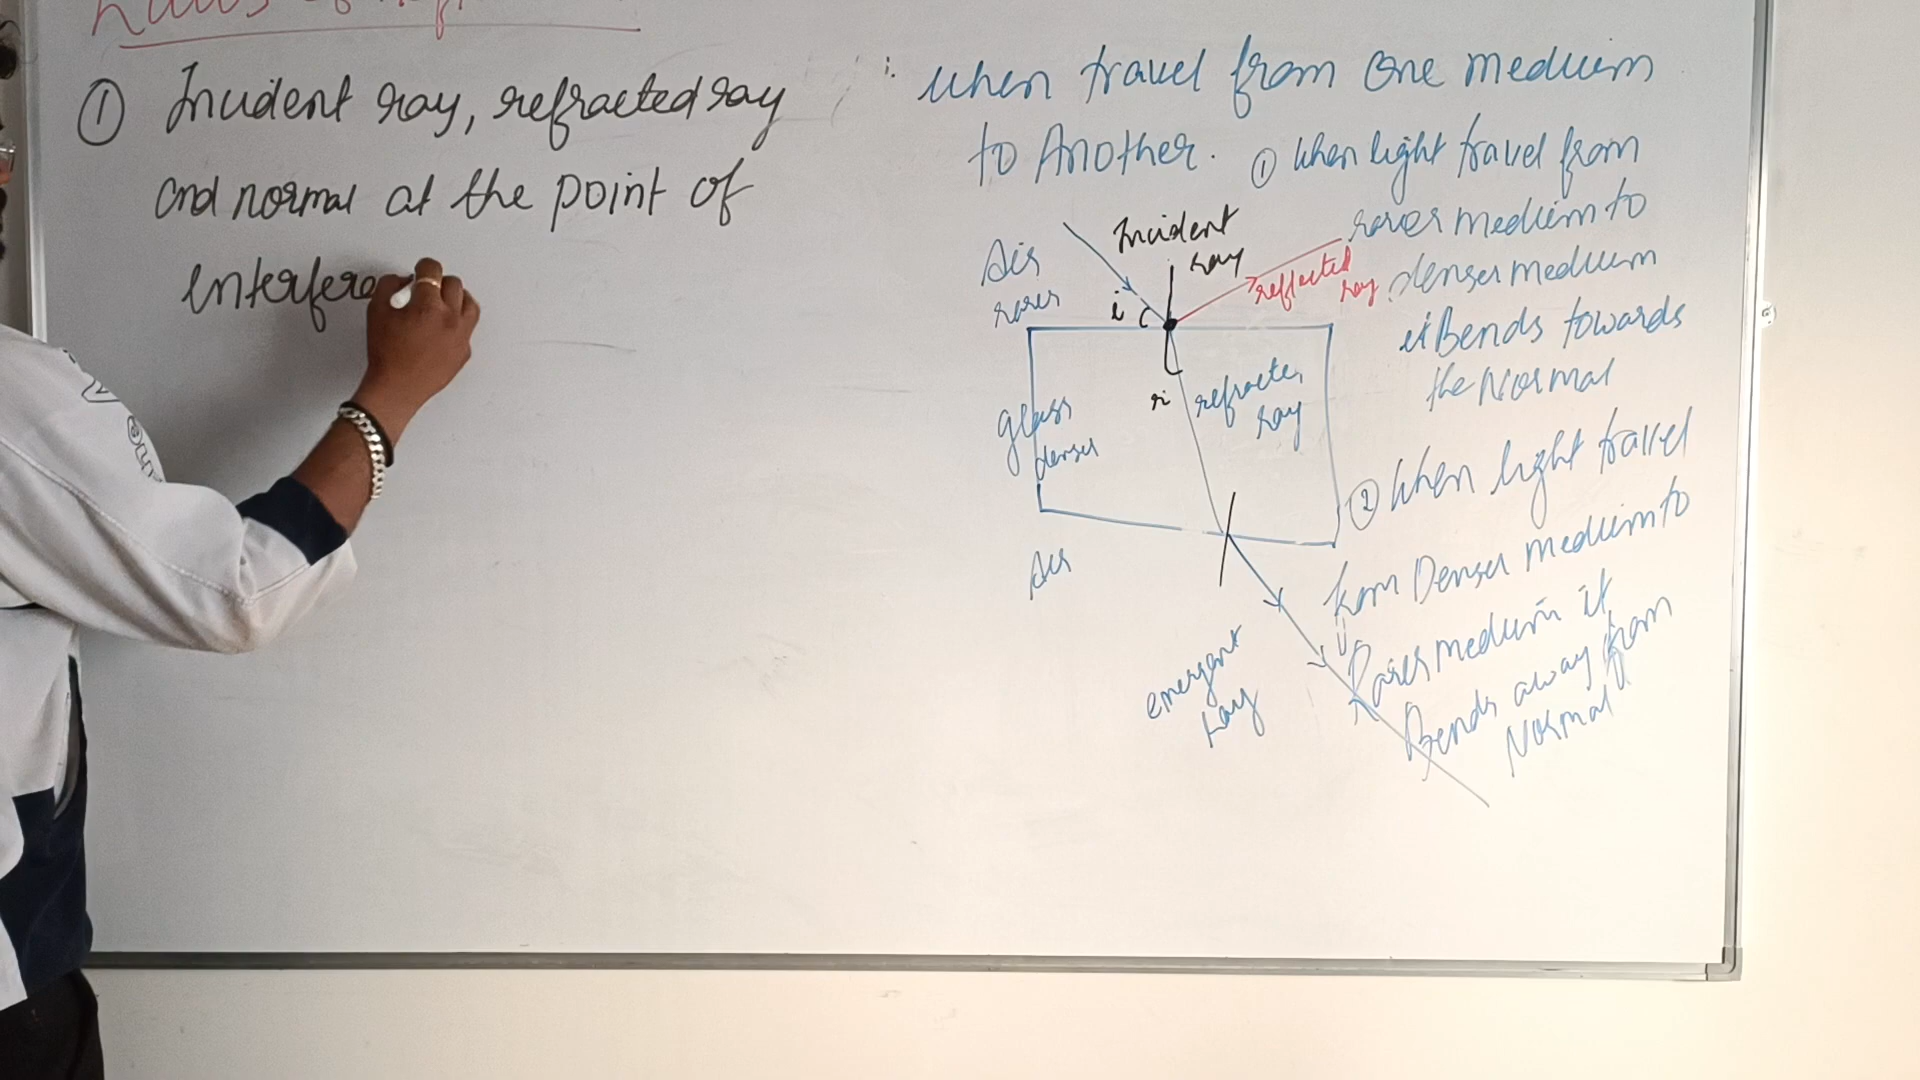 Laws of
① Incident ray, refracted ray
and normal at the point of
interfere
when travel from one medium
to Another.
① when light travel from
rarer medium to
denser medium
it Bends towards
the Normal
② When light travel
from Denser medium to
Rarer medium it
Bends away from
Normal
Air
rarer
Incident
ray
reflected
ray
i
r
refracte
ray
glass
denser
Air
emergent
ray